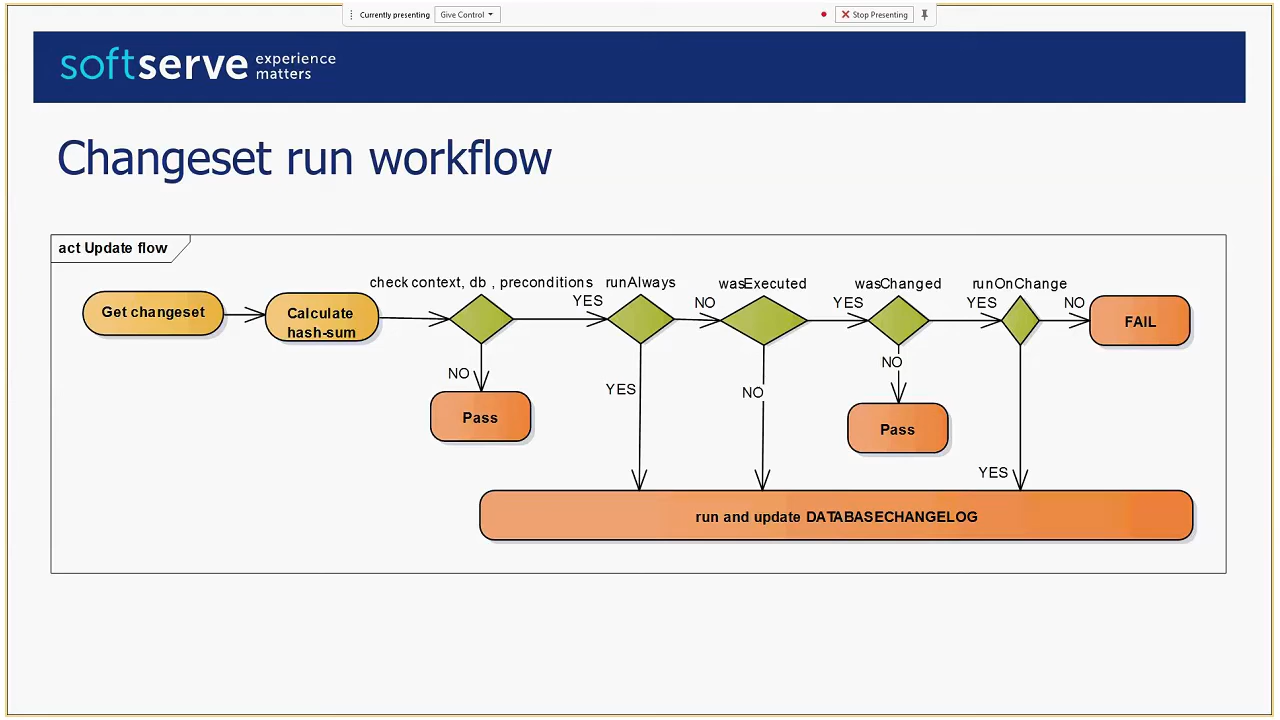 Currently presenting
Give Control
Stop Presenting
softserve experience
matters
Changeset run workflow
act Update flow
check context, db , preconditions
runAlways
wasExecuted
wasChanged
runOnChange
YES
NO
YES
YES
NO
Get changeset
Calculate
hash-sum
FAIL
NO
YES
NO
NO
Pass
Pass
YES
run and update DATABASECHANGELOG